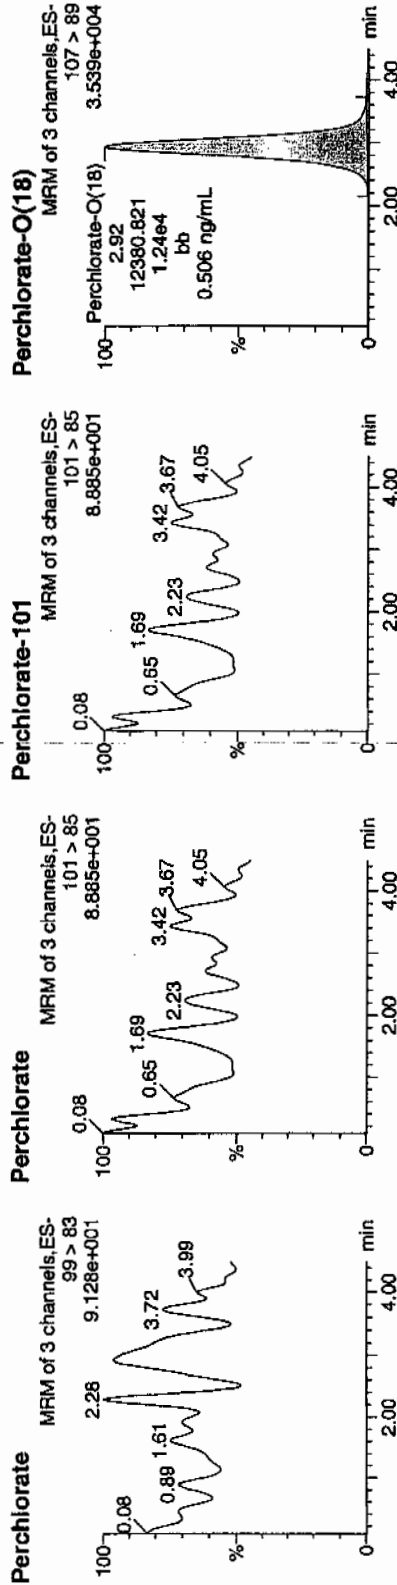 Perchlorate
MRM of 3 channels,ES-
99 > 83
9.128e+001
100
%
0
0.08
0.89
1.61
2.28
3.72
3.99
2.00
4.00
min
Perchlorate
MRM of 3 channels,ES-
101 > 85
8.885e+001
100
%
0
0.08
0.65
1.69
2.23
3.42
3.67
4.05
2.00
4.00
min
Perchlorate-101
MRM of 3 channels,ES-
101 > 85
8.885e+001
100
%
0
0.08
0.65
1.69
2.23
3.42
3.67
4.05
2.00
4.00
min
Perchlorate-O(18)
MRM of 3 channels,ES-
107 > 89
3.539e+004
100
%
0
Perchlorate-O(18)
2.92
12380.821
1.24e4
bb
0.506 ng/mL
2.00
4.00
min